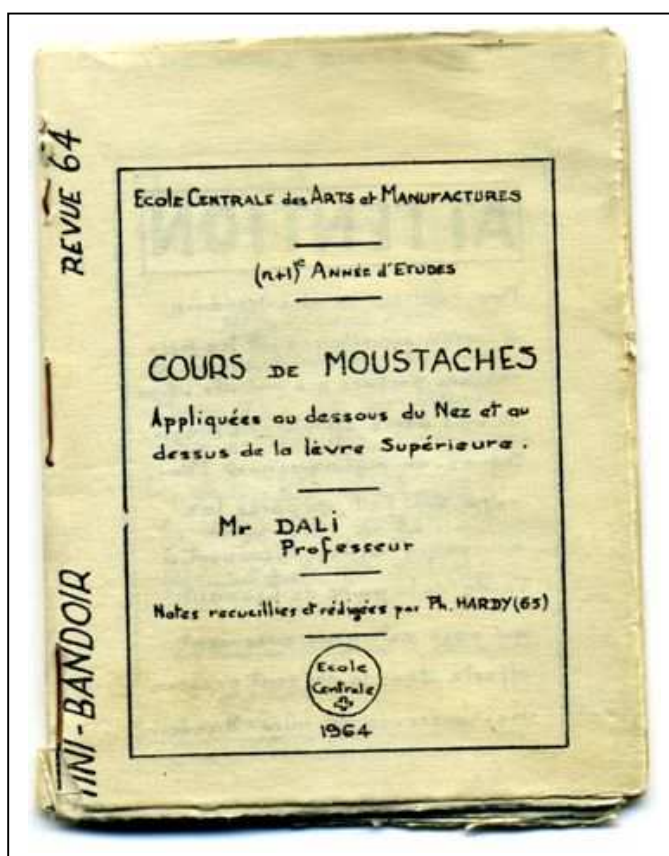 REVUE 64
MINI-BANDOIR
ECOLE CENTRALE des ARTS et MANUFACTURES
(n+1)e ANNÉE d'ETUDES
COURS DE MOUSTACHES
Appliquées au dessous du Nez et au
dessus de la lèvre Supérieure.
Mr DALI
Professeur
Notes recueillies et rédigées par Ph. HARDY (65)
Ecole
Centrale
1964
ATTENTION